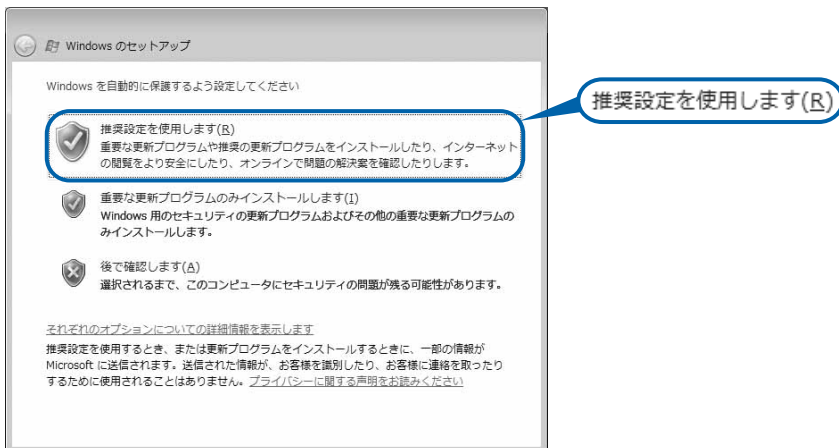 Windows のセットアップ
Windows を自動的に保護するよう設定してください
推奨設定を使用します(R)
推奨設定を使用します(R)
重要な更新プログラムや推奨の更新プログラムをインストールしたり、インターネット
の閲覧をより安全にしたり、オンラインで問題の解決案を確認したりします。
重要な更新プログラムのみインストールします(I)
Windows 用のセキュリティの更新プログラムおよびその他の重要な更新プログラムの
みインストールします。
後で確認します(A)
選択されるまで、このコンピュータにセキュリティの問題が残る可能性があります。
それぞれのオプションについての詳細情報を表示します
推奨設定を使用するとき、または更新プログラムをインストールするときに、一部の情報が
Microsoft に送信されます。送信された情報が、お客様を識別したり、お客様に連絡を取ったり
するために使用されることはありません。プライバシーに関する声明をお読みください